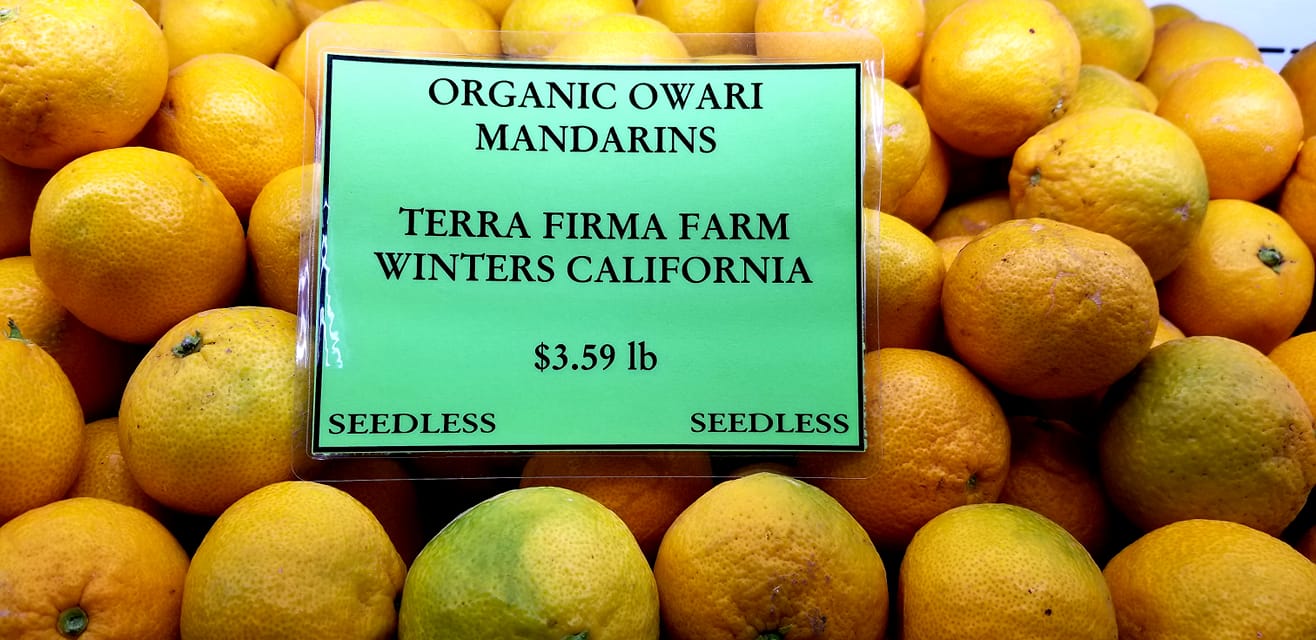 ORGANIC OWARI
MANDARINS
TERRA FIRMA FARM
WINTERS CALIFORNIA
$3.59 lb
SEEDLESS SEEDLESS